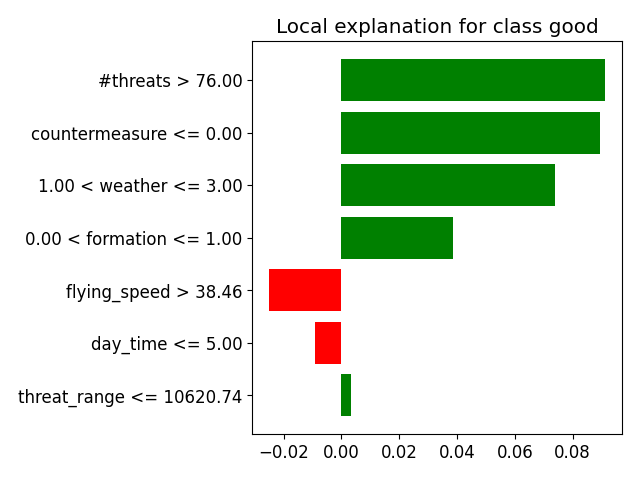 Local explanation for class good
#threats > 76.00
countermeasure <= 0.00
1.00 < weather <= 3.00
0.00 < formation <= 1.00
flying_speed > 38.46
day_time <= 5.00
threat_range <= 10620.74
−0.02 0.00 0.02 0.04 0.06 0.08